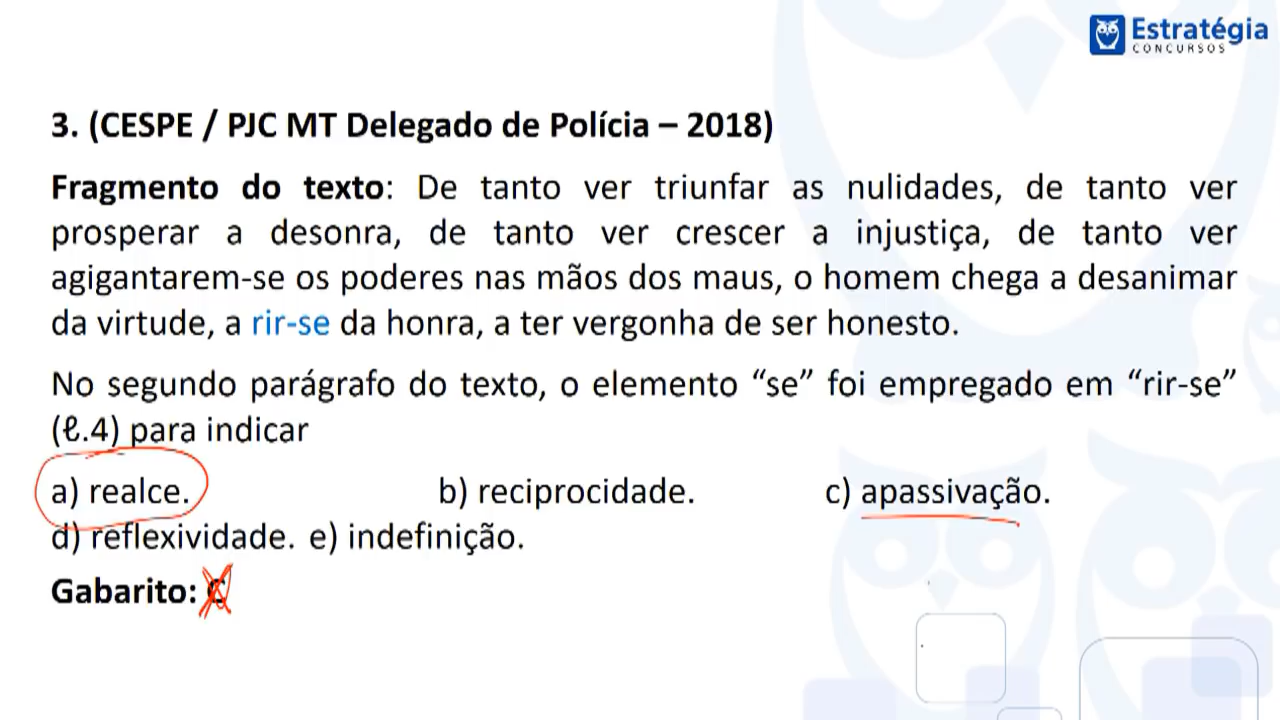 Estratégia
CONCURSOS
3. (CESPE / PJC MT Delegado de Polícia – 2018)
Fragmento do texto: De tanto ver triunfar as nulidades, de tanto ver
prosperar a desonra, de tanto ver crescer a injustiça, de tanto ver
agigantarem-se os poderes nas mãos dos maus, o homem chega a desanimar
da virtude, a rir-se da honra, a ter vergonha de ser honesto.
No segundo parágrafo do texto, o elemento “se” foi empregado em “rir-se”
(ℓ.4) para indicar
a) realce. b) reciprocidade. c) apassivação.
d) reflexividade. e) indefinição.
Gabarito: C